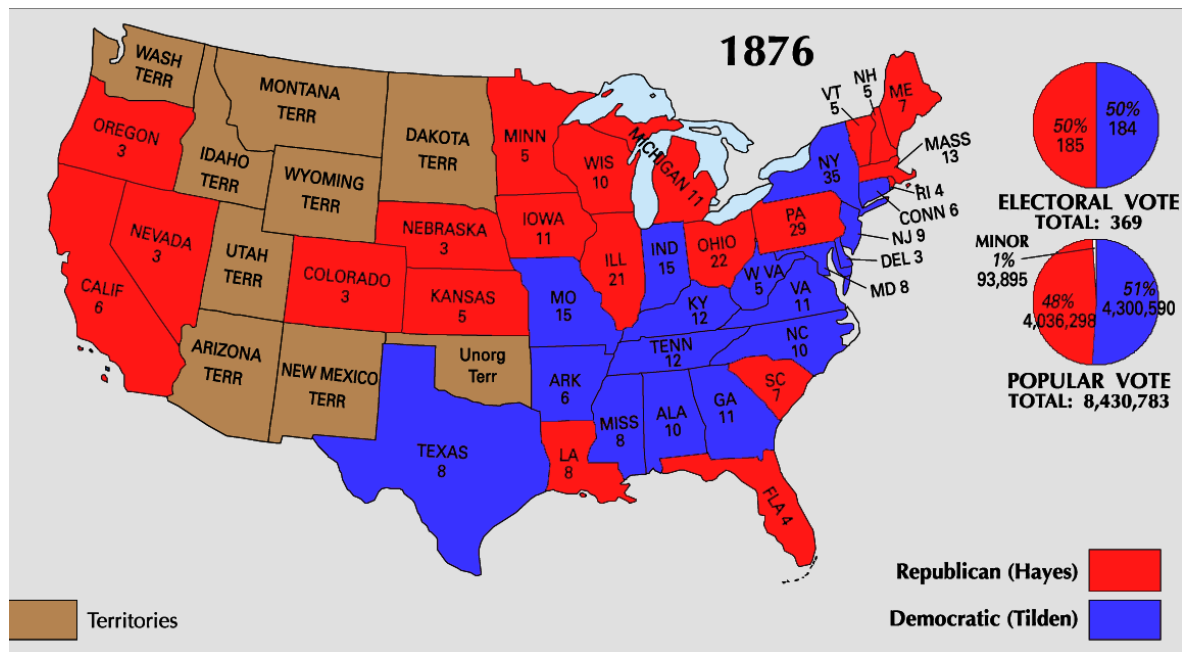 1876
WASH
TERR
MONTANA
TERR
DAKOTA
TERR
MINN
5
OREGON
3
IDAHO
TERR
WYOMING
TERR
WIS
10
MICHIGAN 11
NEVADA
3
UTAH
TERR
COLORADO
3
NEBRASKA
3
IOWA
11
ILL
21
IND
15
OHIO
22
PA
29
NY
35
VT
5
NH
5
ME
7
MASS
13
RI 4
CONN 6
NJ 9
DEL 3
MD 8
CALIF
6
KANSAS
5
MO
15
KY
12
W VA
5
VA
11
ARIZONA
TERR
NEW MEXICO
TERR
Unorg
Terr
ARK
6
TENN
12
NC
10
SC
7
TEXAS
8
LA
8
MISS
8
ALA
10
GA
11
FLA 4
50%
185
50%
184
ELECTORAL VOTE
TOTAL: 369
MINOR
1%
93,895
48%
4,036,298
51%
4,300,590
POPULAR VOTE
TOTAL: 8,430,783
Republican (Hayes)
Democratic (Tilden)
Territories